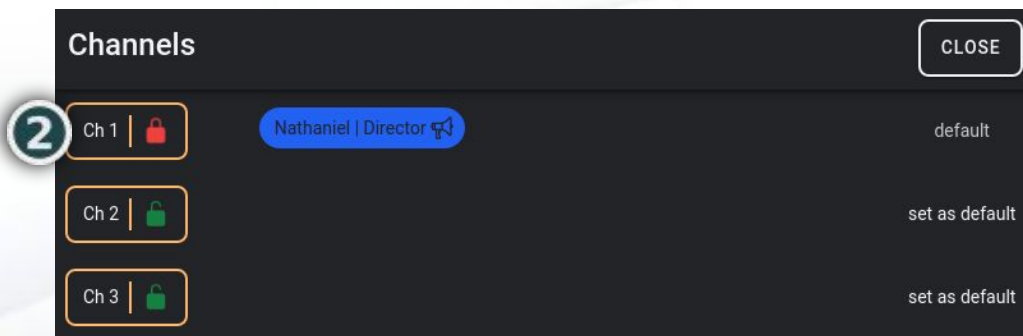 Channels
CLOSE
2
Ch 1
Nathaniel | Director
default
Ch 2
set as default
Ch 3
set as default